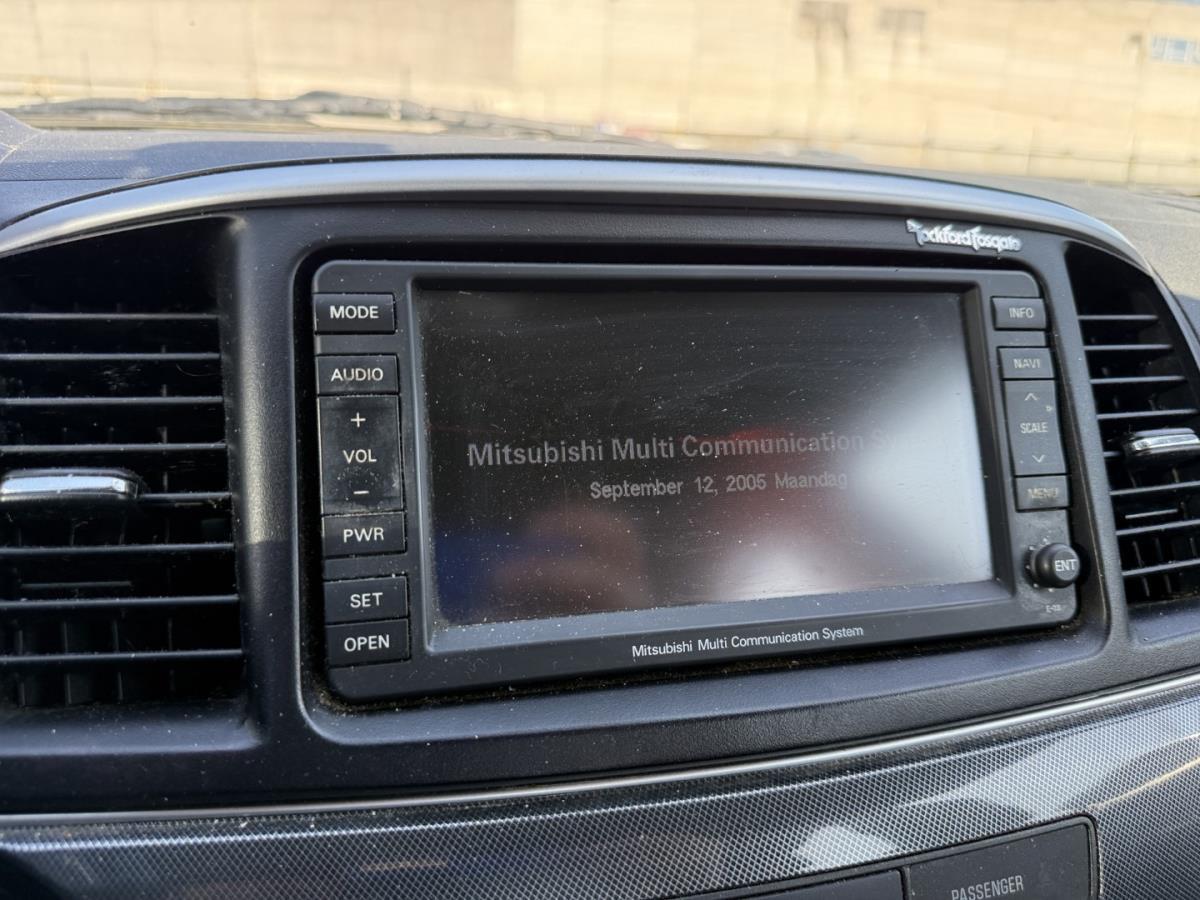 Rockford Fosgate
MODE
AUDIO
+
VOL
−
PWR
SET
OPEN
Mitsubishi Multi Communication
September 12, 2005 Maandag
INFO
NAVI
SCALE
MENU
ENT
Mitsubishi Multi Communication System
PASSENGER